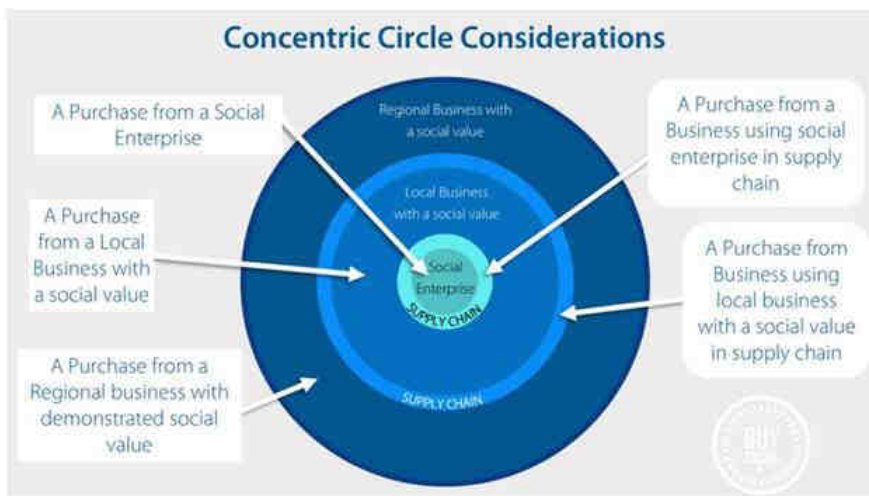 Concentric Circle Considerations
A Purchase from a Social
Enterprise
A Purchase
from a Local
Business with
a social value
A Purchase from a
Regional business with
demonstrated social
value
Regional Business with
a social value
Local Business
with a social value
Social
Enterprise
SUPPLY CHAIN
SUPPLY CHAIN
A Purchase from a
Business using social
enterprise in supply
chain
A Purchase from
Business using
local business
with a social value
in supply chain
BUY